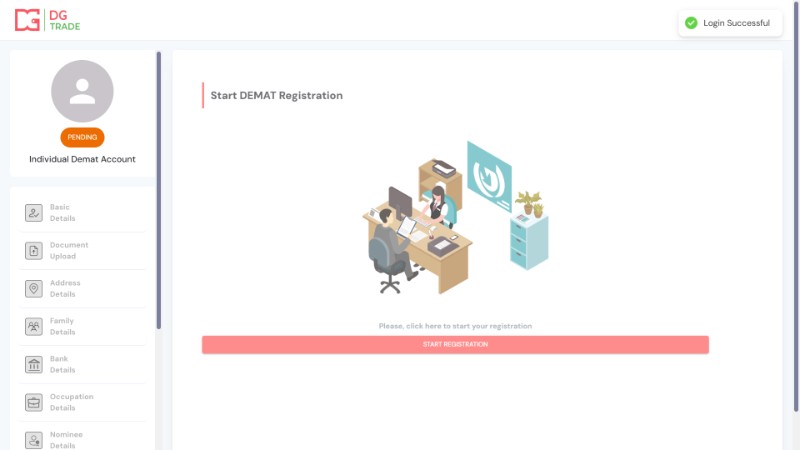 DG
TRADE
Login Successful
PENDING
Individual Demat Account
Basic
Details
Document
Upload
Address
Details
Family
Details
Bank
Details
Occupation
Details
Nominee
Details
Start DEMAT Registration
Please, click here to start your registration
START REGISTRATION